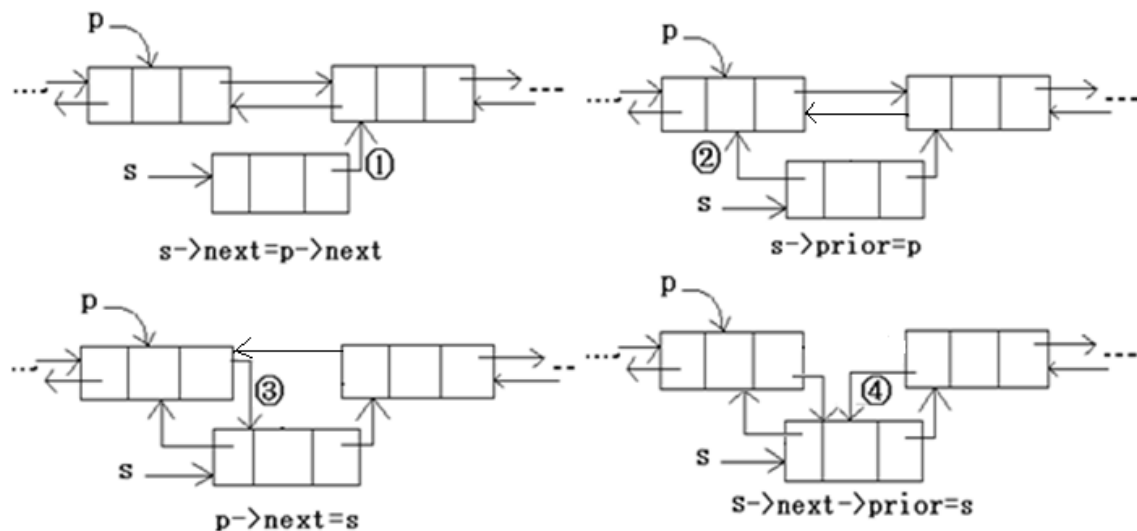 p
s
①
s->next=p->next
p
②
s
s->prior=p
p
③
s
p->next=s
p
④
s
s->next->prior=s